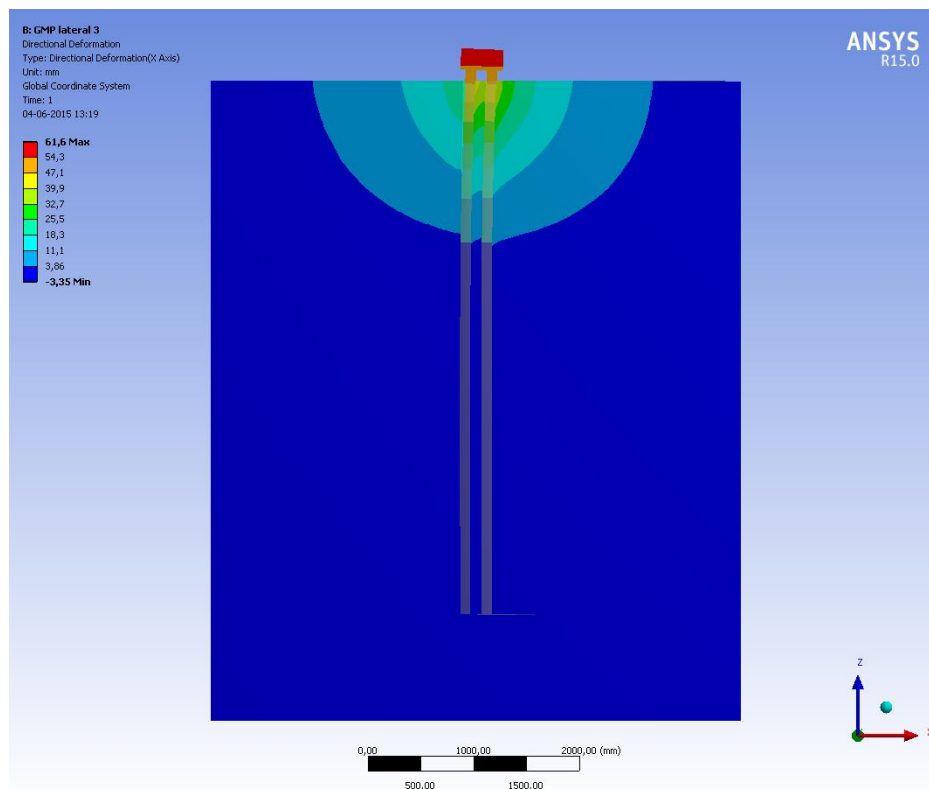 B: GMP lateral 3
Directional Deformation
Type: Directional Deformation(X Axis)
Unit: mm
Global Coordinate System
Time: 1
04-06-2015 13:19
61,6 Max
54,3
47,1
39,9
32,7
25,5
18,3
11,1
3,86
-3,35 Min
ANSYS
R15.0
Z
0,00 1000,00 2000,00 (mm)
500,00 1500,00